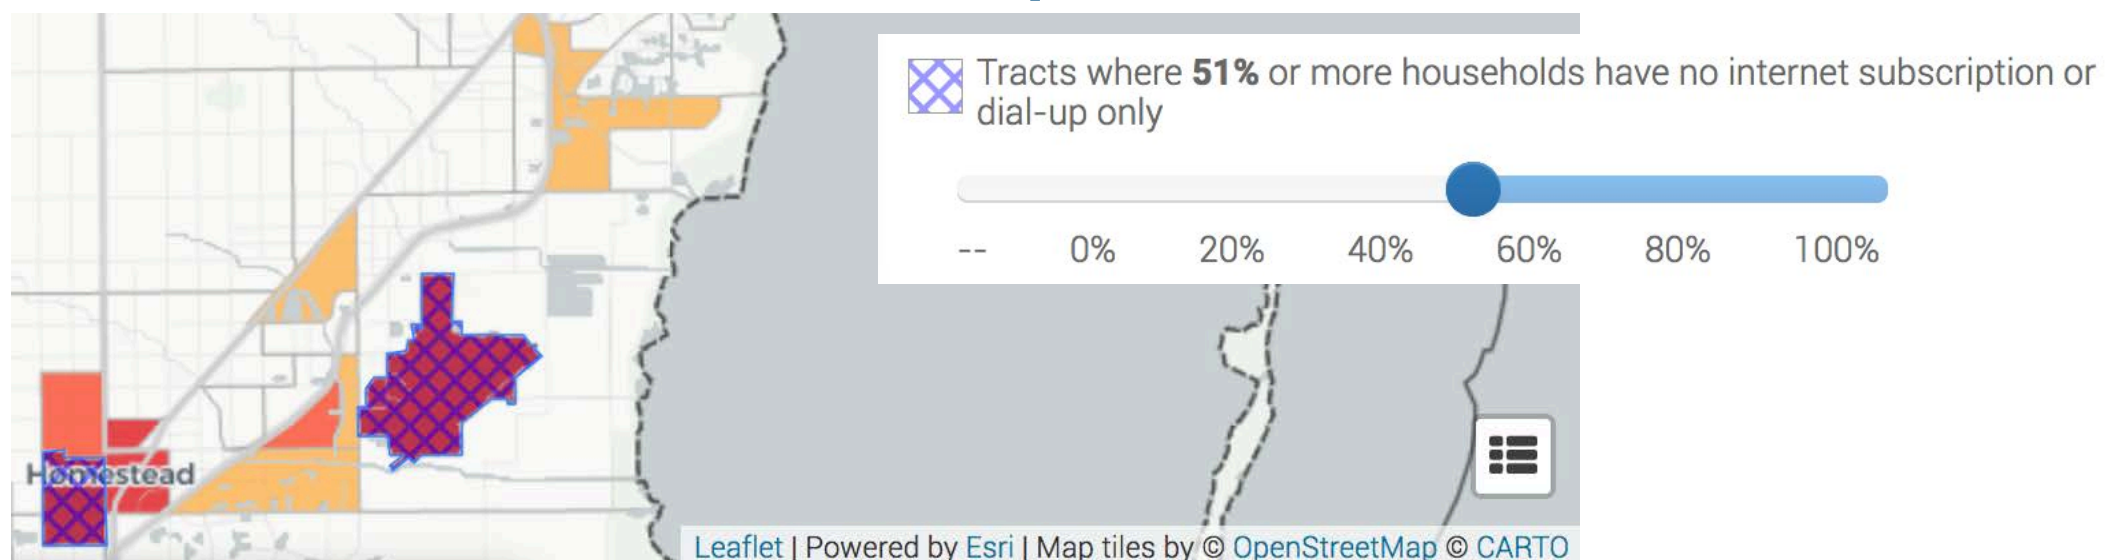 Tracts where 51% or more households have no internet subscription or
dial-up only
-- 0% 20% 40% 60% 80% 100%
Homestead
Leaflet | Powered by Esri | Map tiles by © OpenStreetMap © CARTO